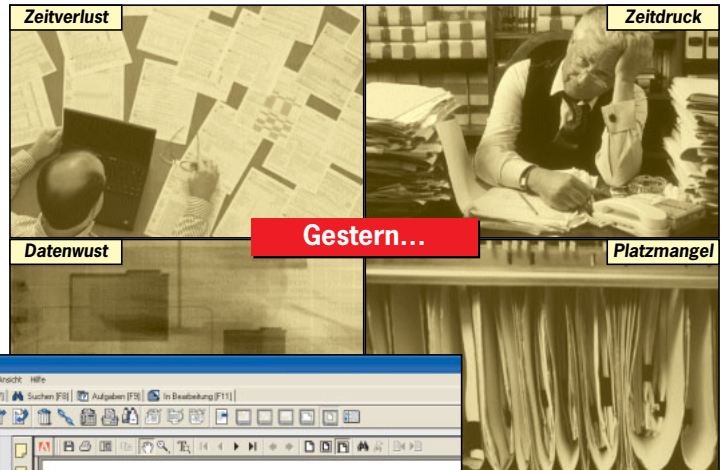 Zeitverlust
Zeitdruck
Gestern...
Datenwust
Platzmangel
Ansicht Hilfe
Suchen [F8] Aufgaben [F9] In Bearbeitung [F11]